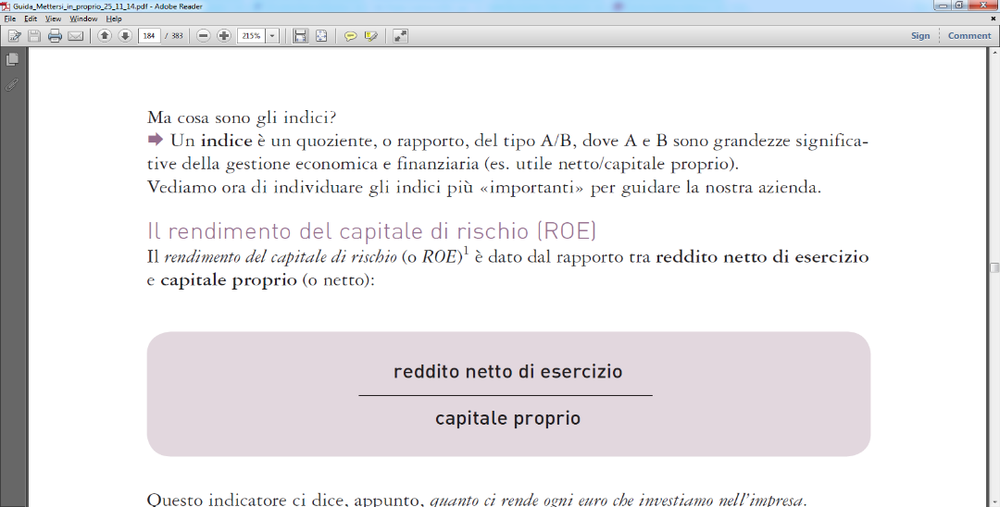 Guida_Mettersi_in_proprio_25_11_14.pdf - Adobe Reader
File Edit View Window Help
184 / 383 215% Sign Comment
Ma cosa sono gli indici?
➡ Un indice è un quoziente, o rapporto, del tipo A/B, dove A e B sono grandezze significa-
tive della gestione economica e finanziaria (es. utile netto/capitale proprio).
Vediamo ora di individuare gli indici più «importanti» per guidare la nostra azienda.
Il rendimento del capitale di rischio (ROE)
Il rendimento del capitale di rischio (o ROE)1 è dato dal rapporto tra reddito netto di esercizio
e capitale proprio (o netto):
reddito netto di esercizio
capitale proprio
Questo indicatore ci dice, appunto, quanto ci rende ogni euro che investiamo nell'impresa.